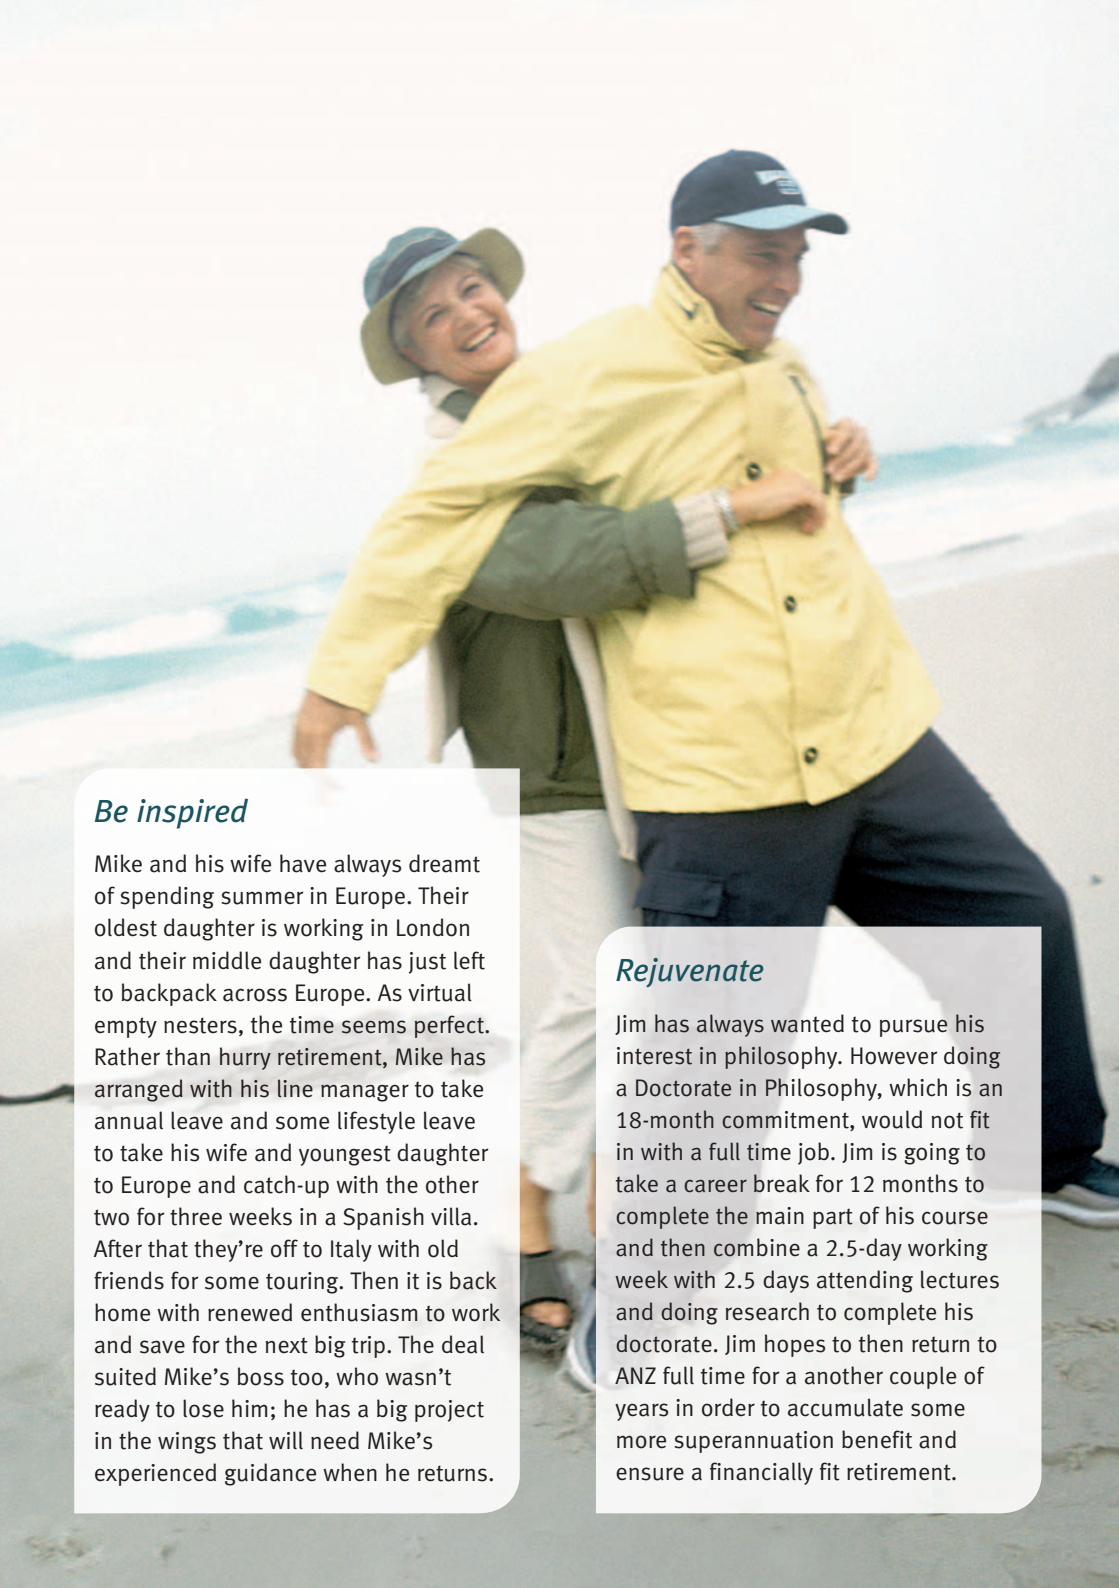 Be inspired
Mike and his wife have always dreamt
of spending summer in Europe. Their
oldest daughter is working in London
and their middle daughter has just left
to backpack across Europe. As virtual
empty nesters, the time seems perfect.
Rather than hurry retirement, Mike has
arranged with his line manager to take
annual leave and some lifestyle leave
to take his wife and youngest daughter
to Europe and catch-up with the other
two for three weeks in a Spanish villa.
After that they’re off to Italy with old
friends for some touring. Then it is back
home with renewed enthusiasm to work
and save for the next big trip. The deal
suited Mike’s boss too, who wasn’t
ready to lose him; he has a big project
in the wings that will need Mike’s
experienced guidance when he returns.
Rejuvenate
Jim has always wanted to pursue his
interest in philosophy. However doing
a Doctorate in Philosophy, which is an
18-month commitment, would not fit
in with a full time job. Jim is going to
take a career break for 12 months to
complete the main part of his course
and then combine a 2.5-day working
week with 2.5 days attending lectures
and doing research to complete his
doctorate. Jim hopes to then return to
ANZ full time for a another couple of
years in order to accumulate some
more superannuation benefit and
ensure a financially fit retirement.